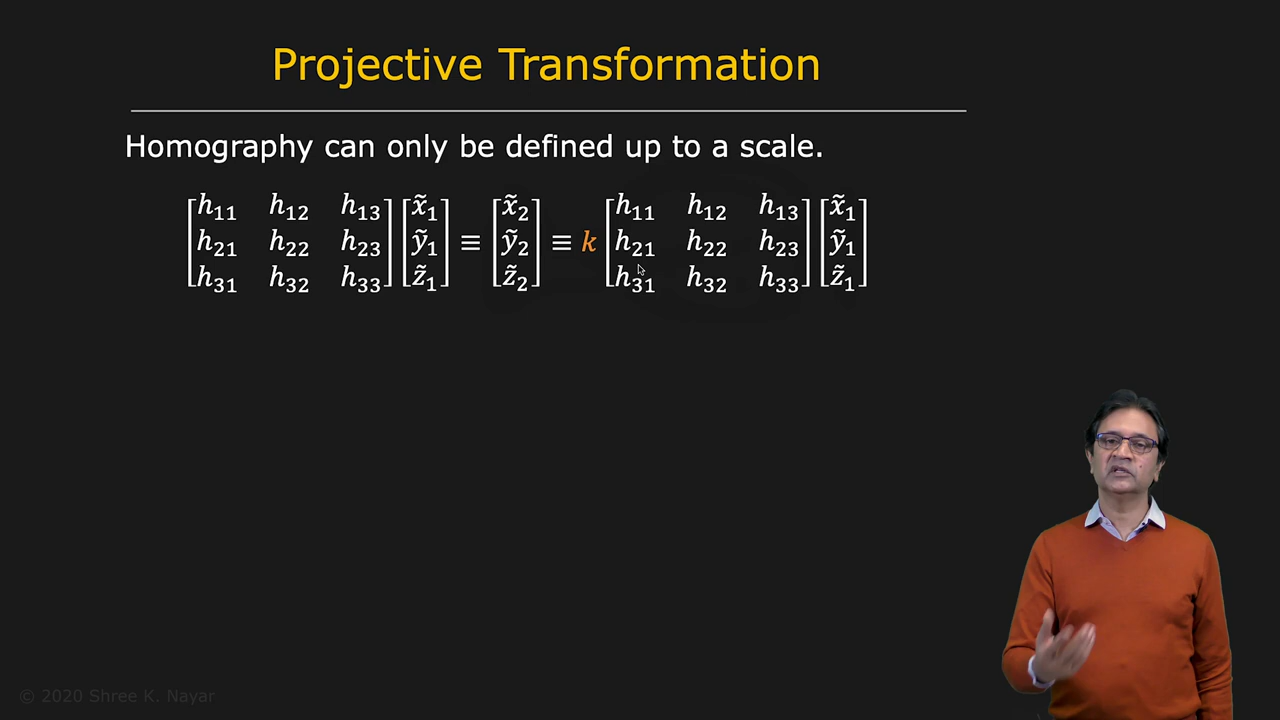 Projective Transformation
Homography can only be defined up to a scale.
[h₁₁ h₁₂ h₁₃] [x̃₁] [x̃₂] [h₁₁ h₁₂ h₁₃] [x̃₁]
[h₂₁ h₂₂ h₂₃] [ỹ₁] ≡ [ỹ₂] ≡ k [h₂₁ h₂₂ h₂₃] [ỹ₁]
[h₃₁ h₃₂ h₃₃] [z̃₁] [z̃₂] [h₃₁ h₃₂ h₃₃] [z̃₁]
© 2020 Shree K. Nayar